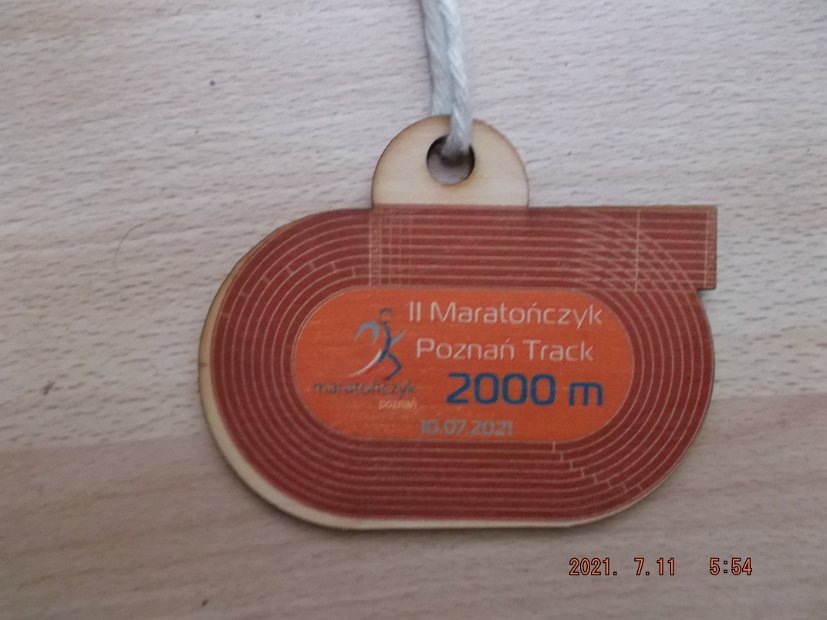 II Maratończyk
Poznań Track
2000 m
maratończyk
poznań
10.07.2021
2021. 7.11 5:54